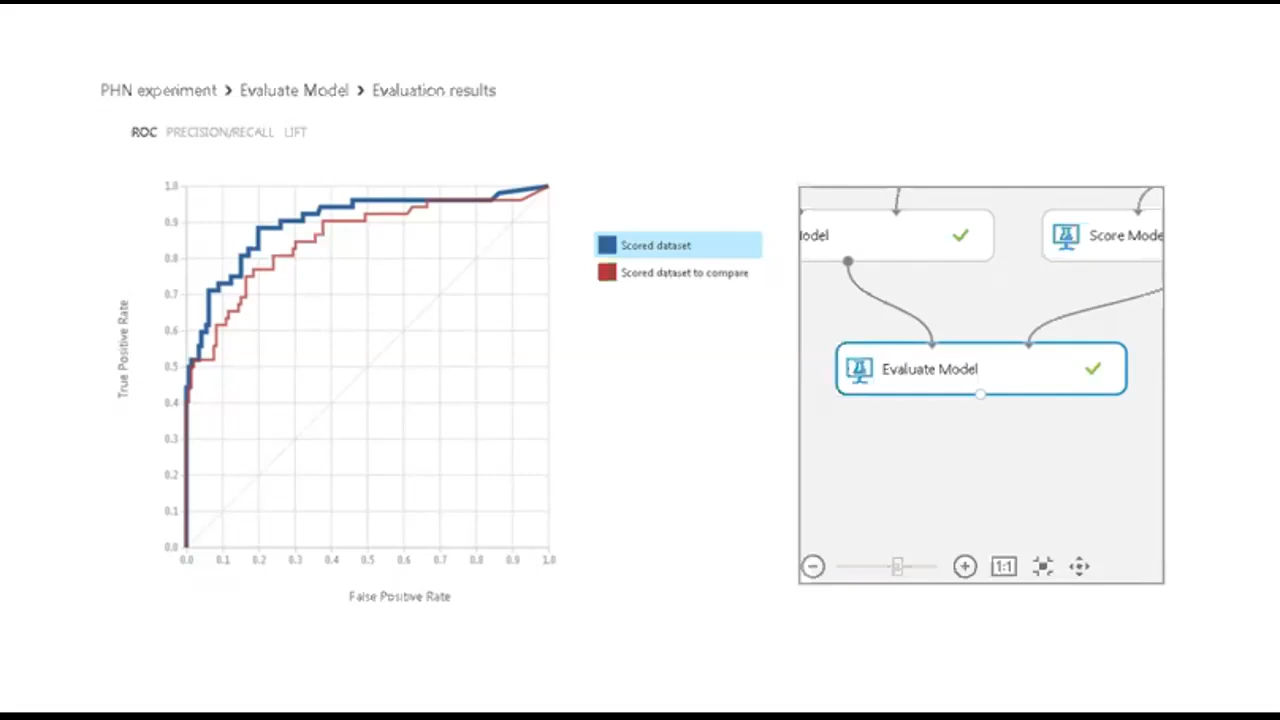 PHN experiment > Evaluate Model > Evaluation results
ROC PRECISION/RECALL LIFT
1.0
0.9
0.8
0.7
0.6
0.5
0.4
0.3
0.2
0.1
0.0
True Positive Rate
0.0 0.1 0.2 0.3 0.4 0.5 0.6 0.7 0.8 0.9 1.0
False Positive Rate
Scored dataset
Scored dataset to compare
odel
Score Mode
Evaluate Model
1:1